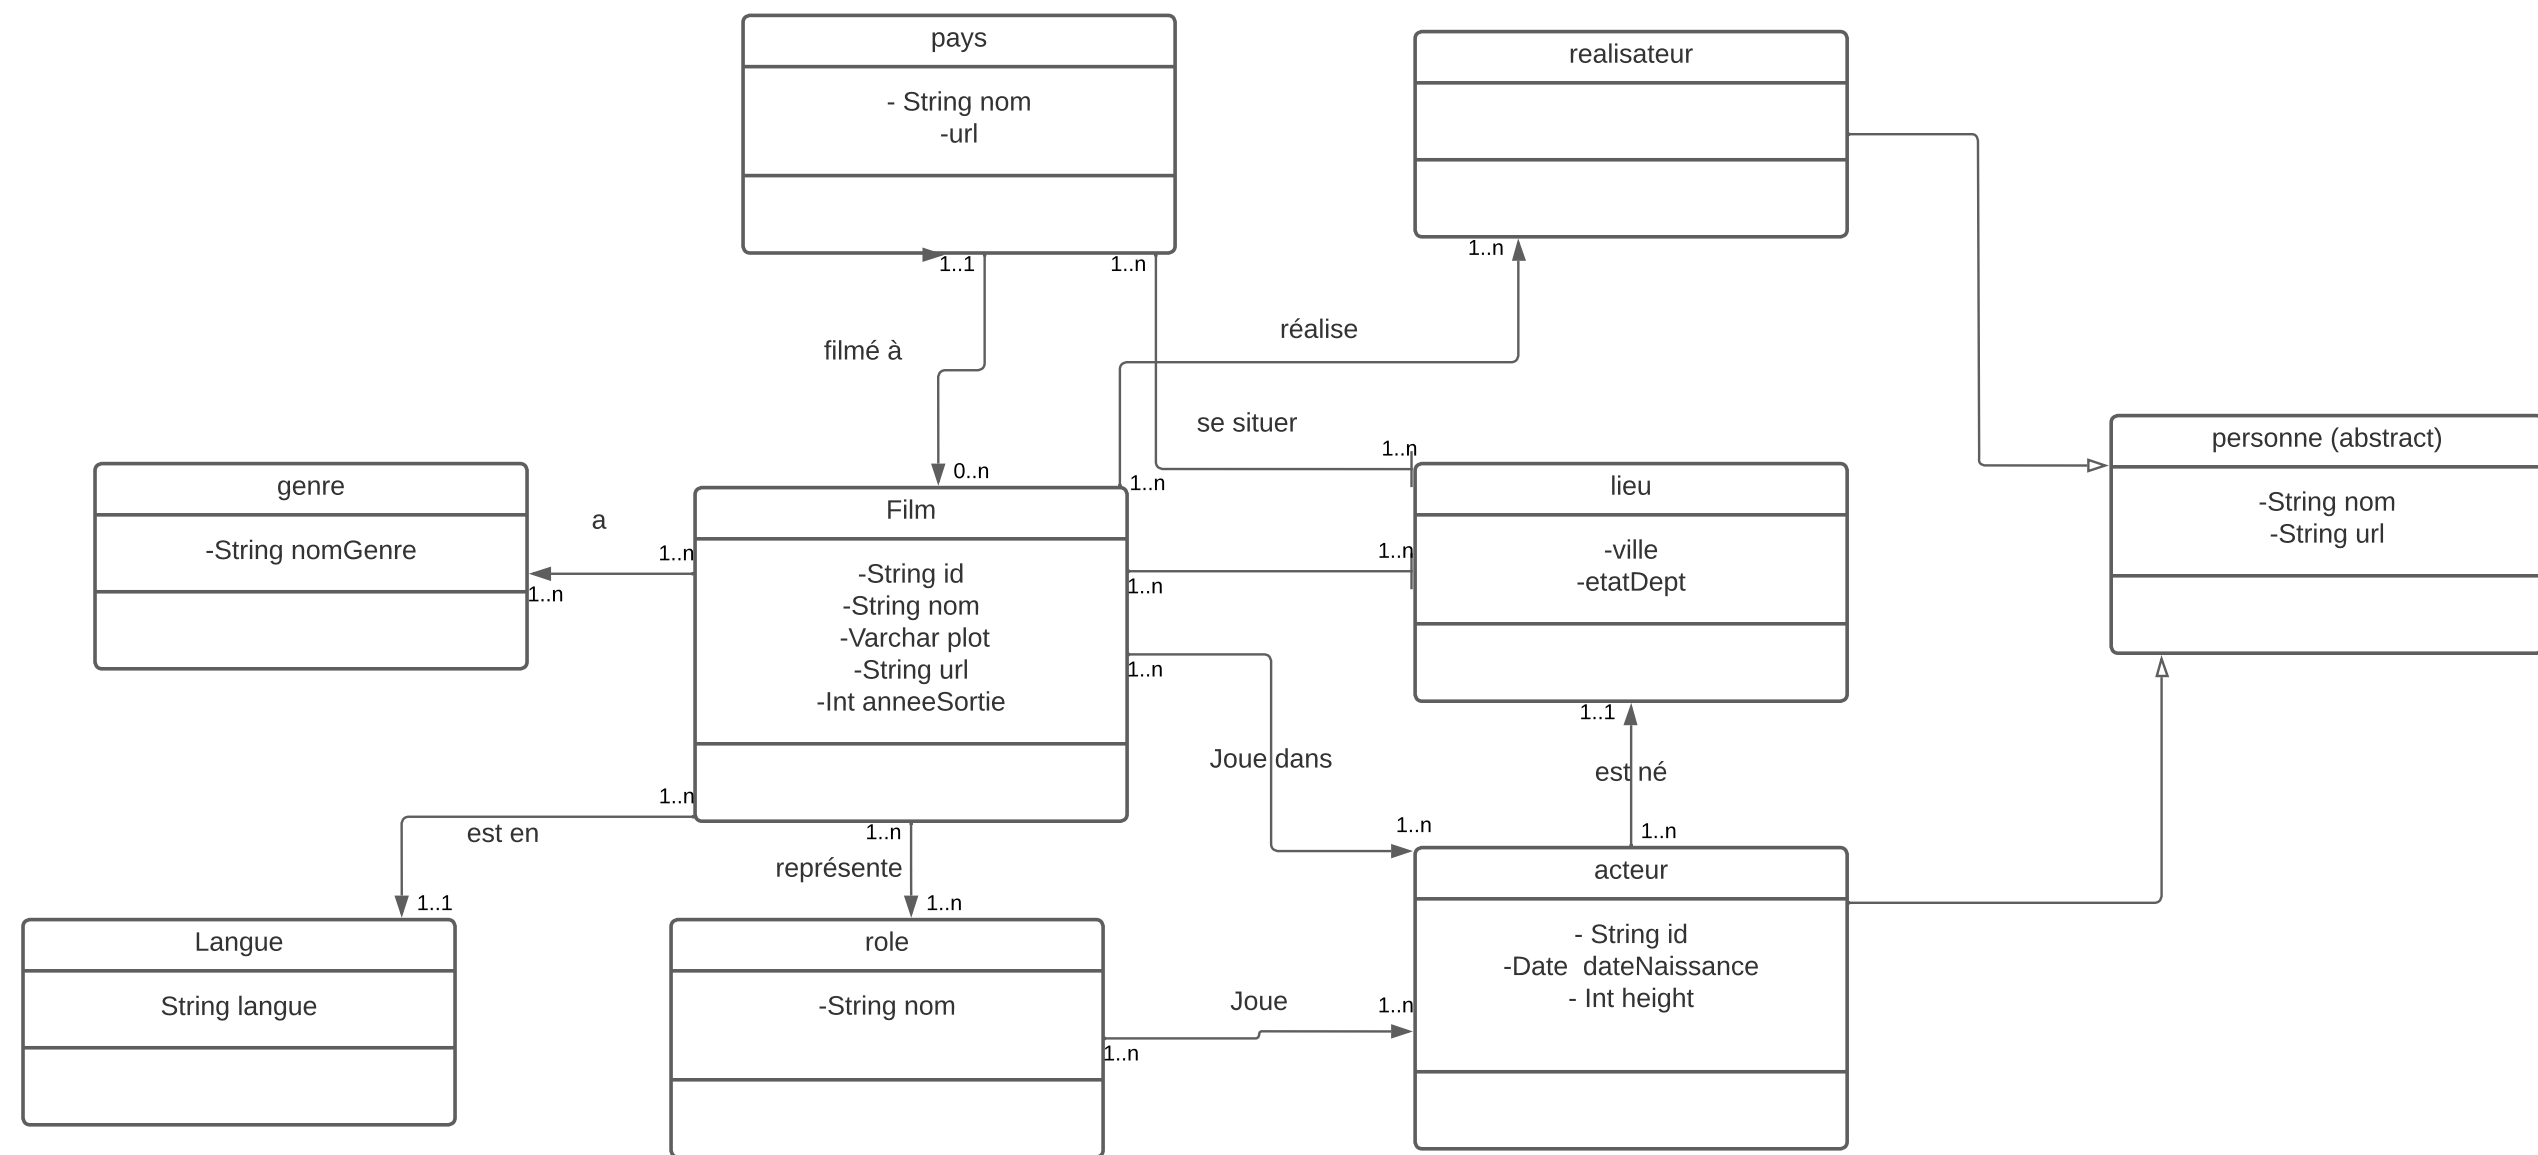 pays
- String nom
-url
realisateur
1..n
1..1
1..n
réalise
filmé à
se situer
1..n
0..n
1..n
personne (abstract)
-String nom
-String url
genre
-String nomGenre
a
1..n
1..n
Film
-String id
-String nom
-Varchar plot
-String url
-Int anneeSortie
1..n
1..n
lieu
-ville
-etatDept
1..n
Joue dans
1..n
1..1
est né
1..n
1..n
est en
1..1
1..n
représente
1..n
acteur
- String id
-Date  dateNaissance
- Int height
Langue
String langue
role
-String nom
Joue
1..n
1..n